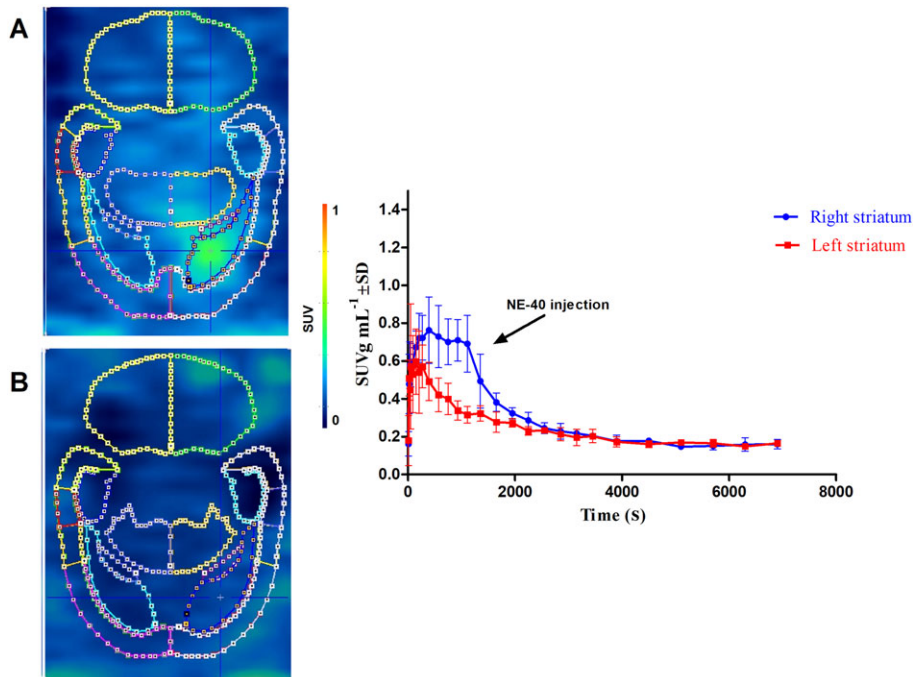 A
1
SUV
0
B
SUVg mL⁻¹ ±SD
1.4
1.2
1.0
0.8
0.6
0.4
0.2
0.0
0
2000
4000
6000
8000
Time (s)
NE-40 injection
Right striatum
Left striatum